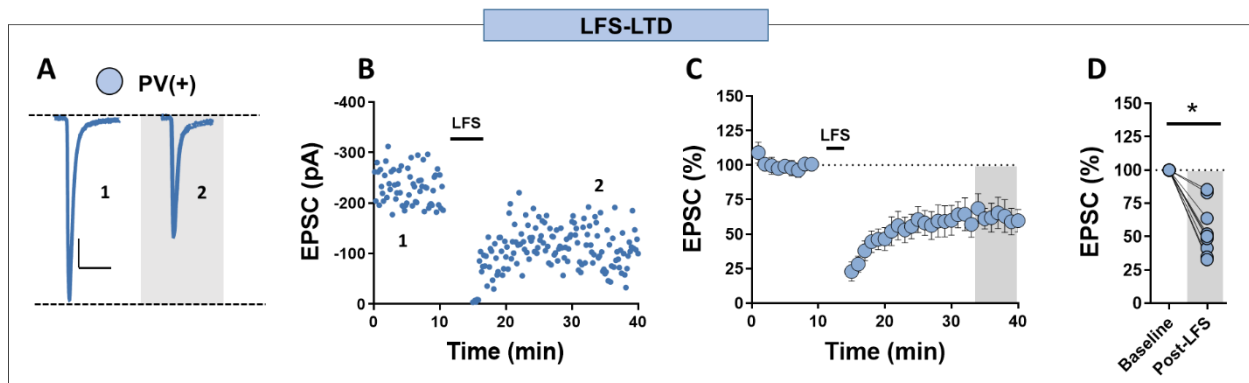 LFS-LTD
A
PV(+)
1
2
B
EPSC (pA)
-400
-300
-200
-100
0
LFS
1
2
0
10
20
30
40
Time (min)
C
EPSC (%)
150
125
100
75
50
25
0
LFS
0
10
20
30
40
Time (min)
D
EPSC (%)
150
125
100
75
50
25
0
*
Baseline
Post-LFS